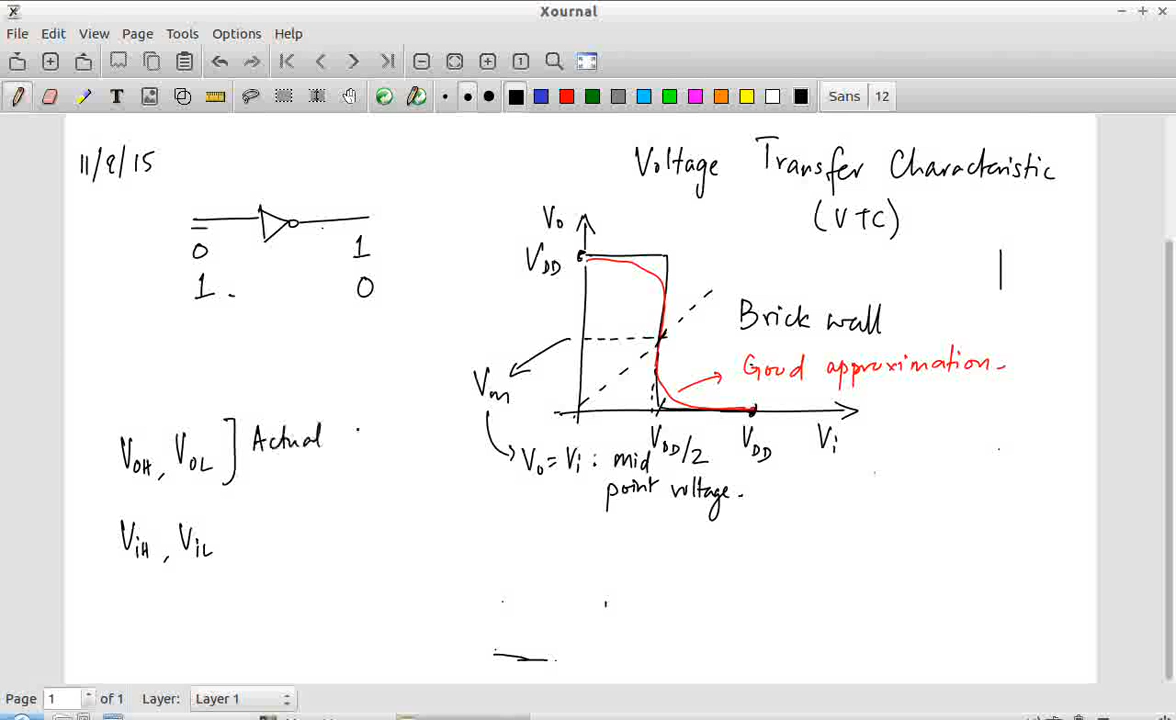 Xournal
File Edit View Page Tools Options Help
Sans 12
11/9/15
Voltage Transfer Characteristic
(VTC)
0 1
1 0
Vo
VDD
Brick wall
Good approximation.
Vm
VDD/2 VDD Vi
Vo = Vi : mid
point voltage.
VOH, VOL ] Actual
ViH, ViL
Page 1 of 1 Layer: Layer 1